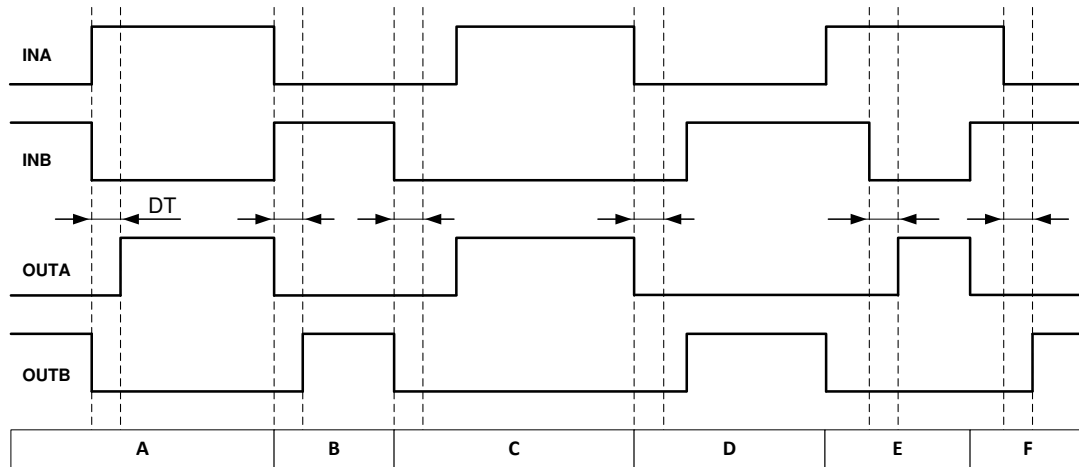 INA
INB
DT
OUTA
OUTB
A B C D E F